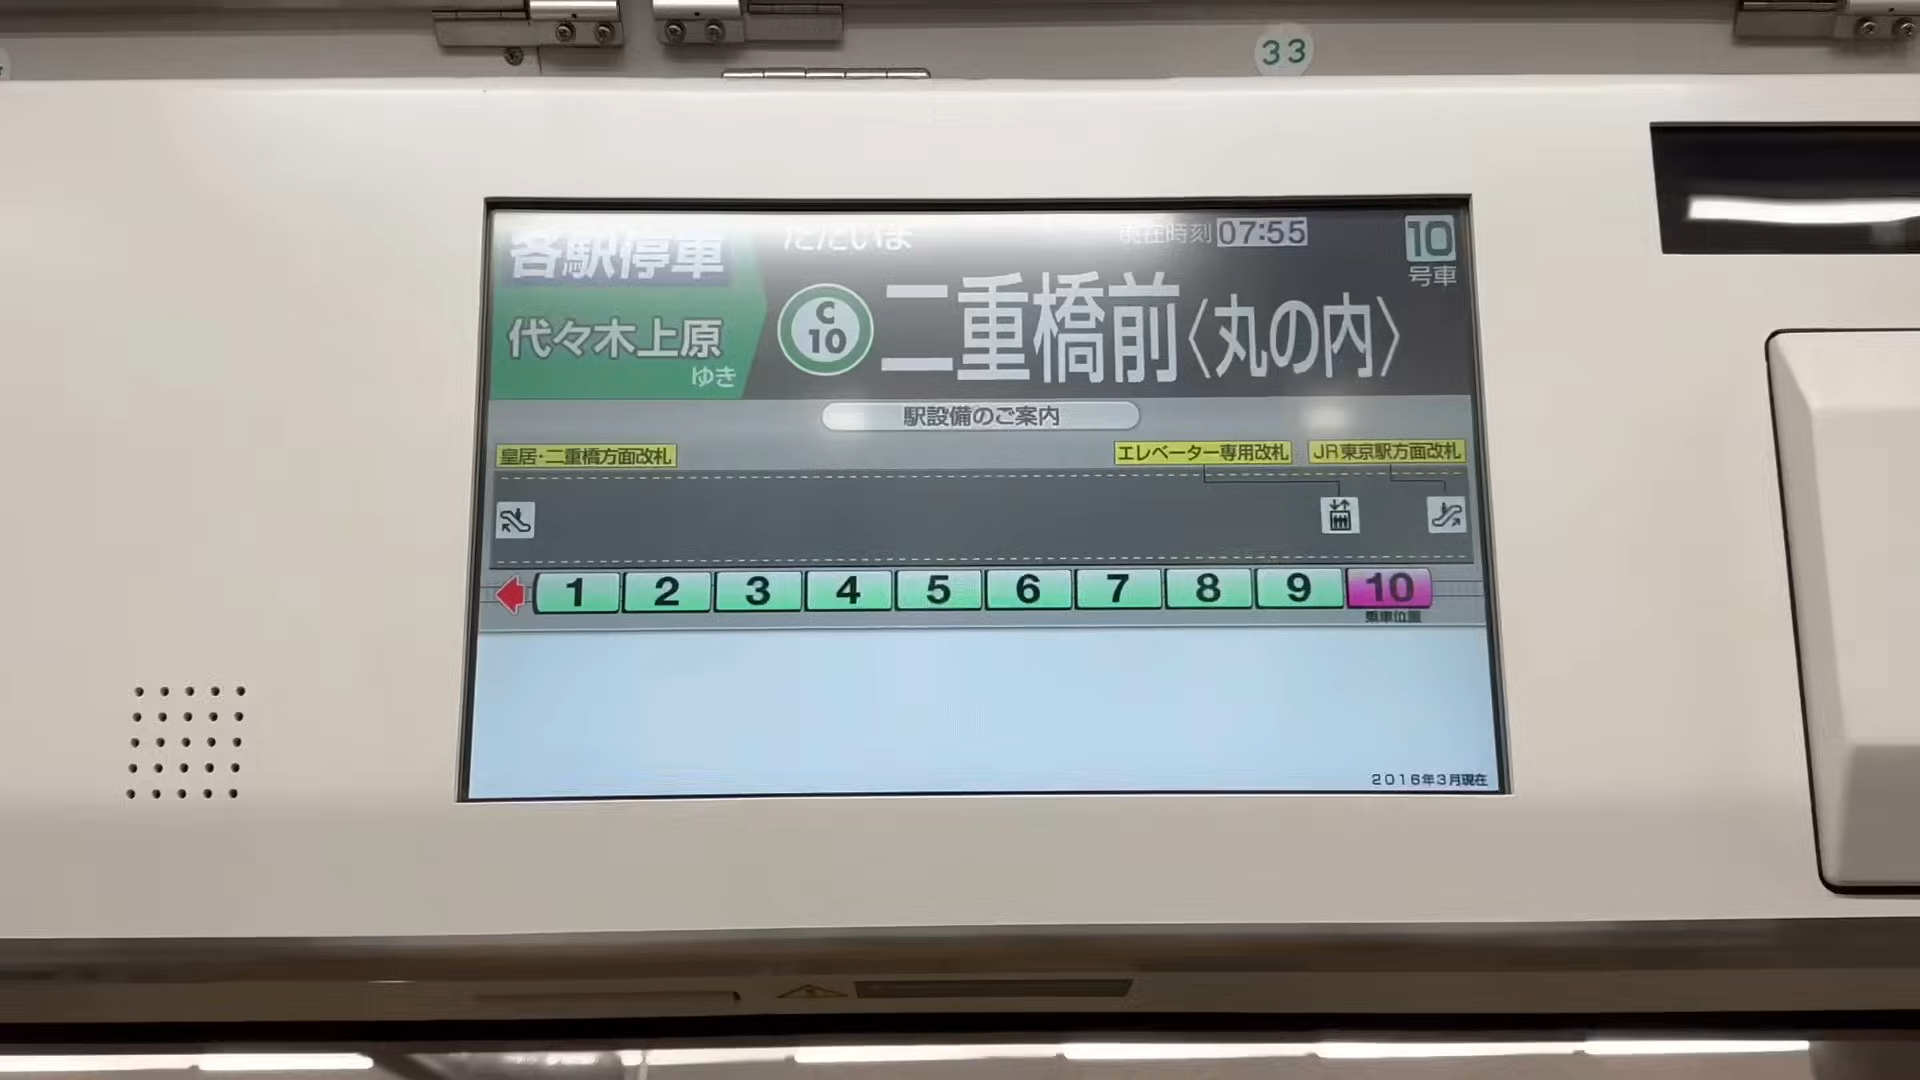 33
各駅停車
代々木上原
ゆき
ただいま
現在時刻 07:55
10
号車
C
10
二重橋前〈丸の内〉
駅設備のご案内
皇居・二重橋方面改札
エレベーター専用改札
JR東京駅方面改札
1 2 3 4 5 6 7 8 9 10
乗車位置
2016年3月現在